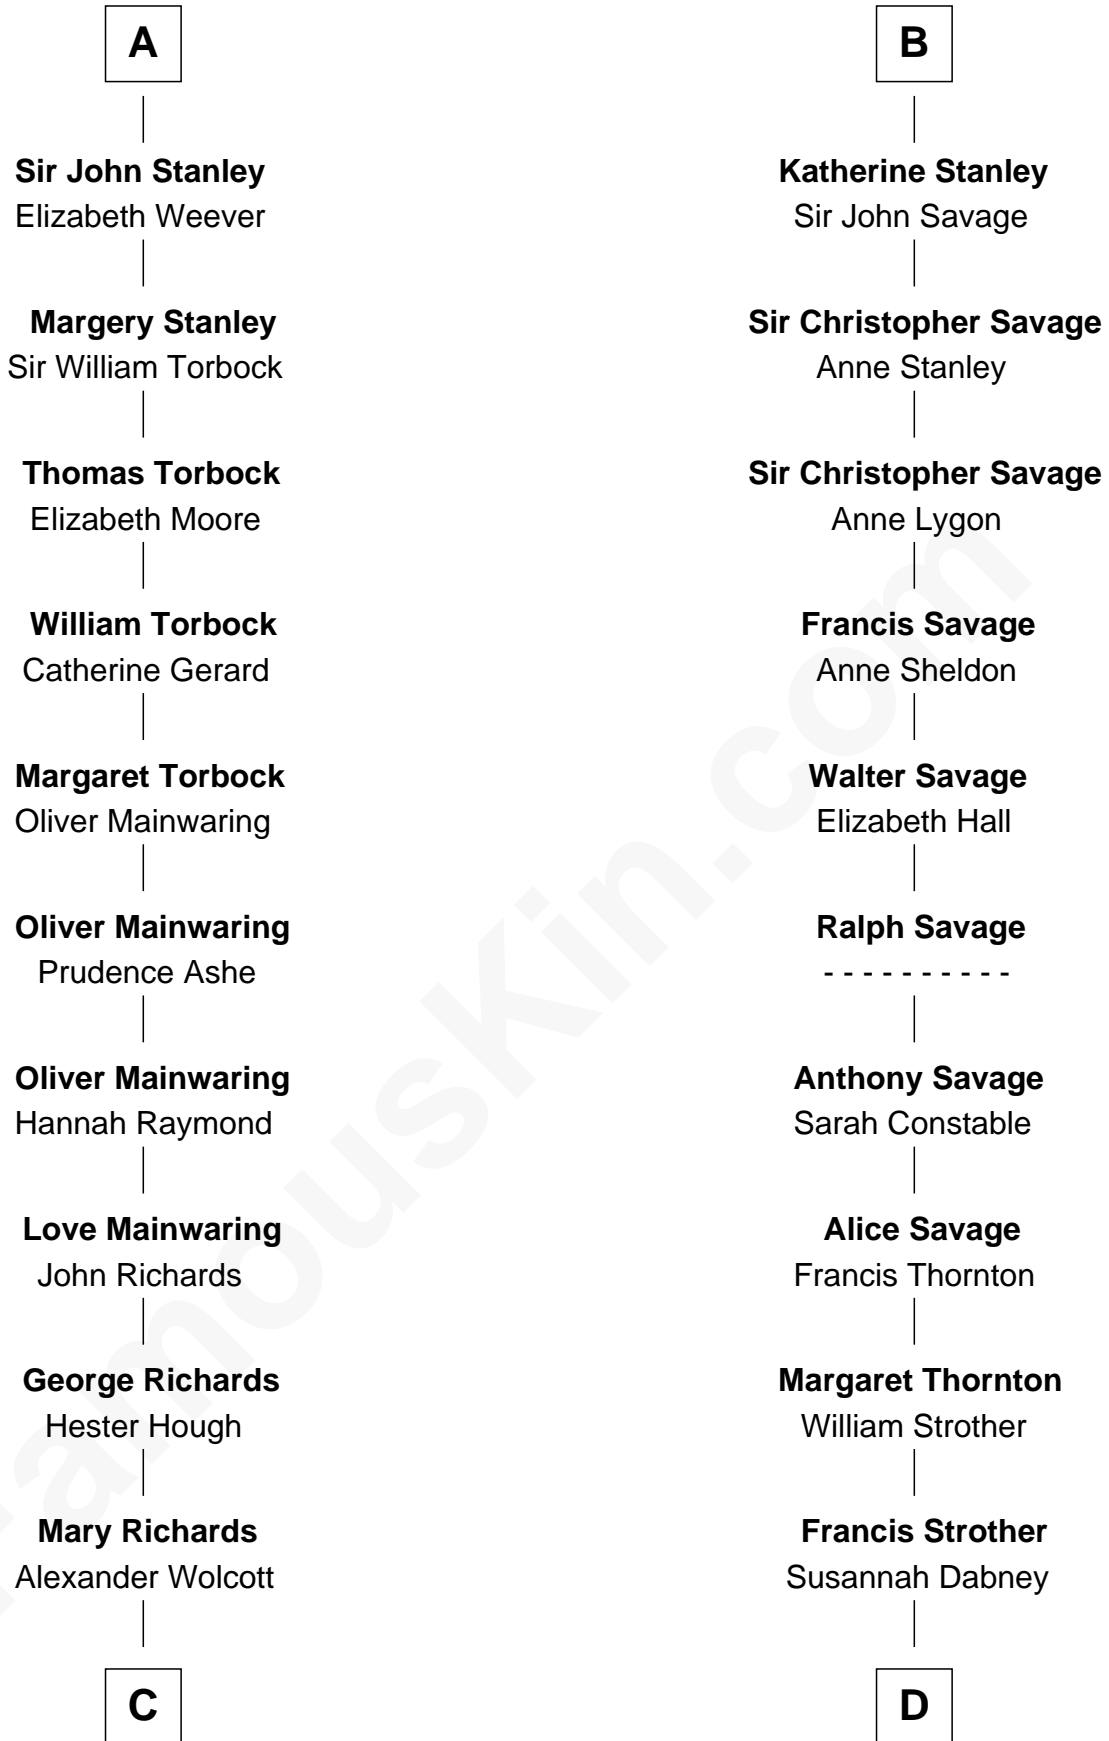 A
Sir John Stanley
Elizabeth Weever
Margery Stanley
Sir William Torbock
Thomas Torbock
Elizabeth Moore
William Torbock
Catherine Gerard
Margaret Torbock
Oliver Mainwaring
Oliver Mainwaring
Prudence Ashe
Oliver Mainwaring
Hannah Raymond
Love Mainwaring
John Richards
George Richards
Hester Hough
Mary Richards
Alexander Wolcott
C
B
Katherine Stanley
Sir John Savage
Sir Christopher Savage
Anne Stanley
Sir Christopher Savage
Anne Lygon
Francis Savage
Anne Sheldon
Walter Savage
Elizabeth Hall
Ralph Savage
- - - - - - - - - -
Anthony Savage
Sarah Constable
Alice Savage
Francis Thornton
Margaret Thornton
William Strother
Francis Strother
Susannah Dabney
D
FamousKin.com